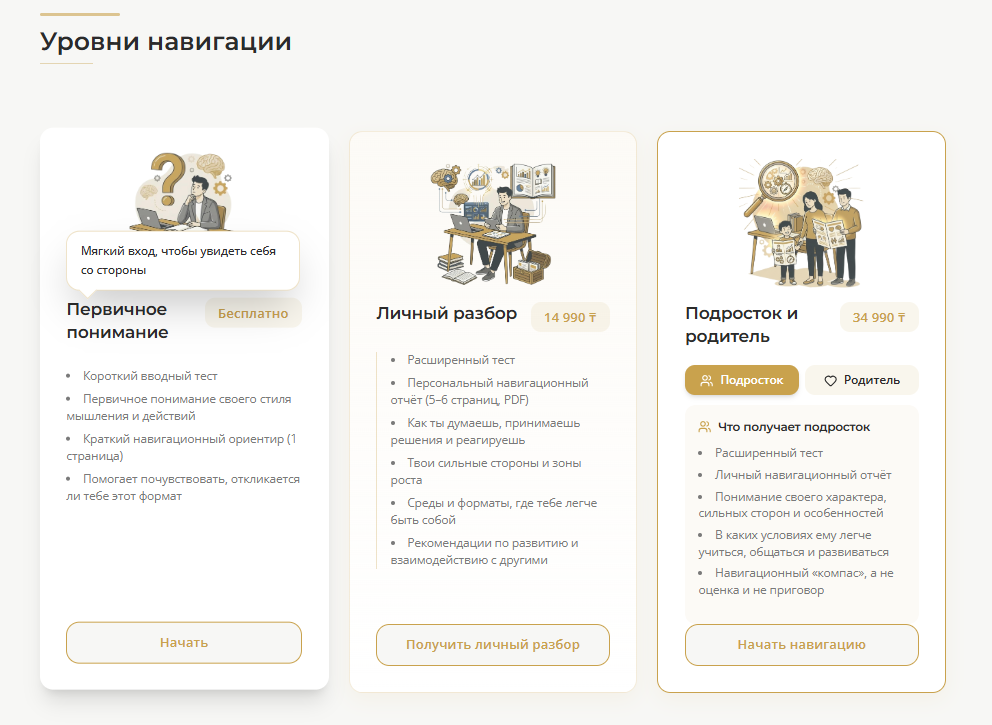 Уровни навигации
Мягкий вход, чтобы увидеть себя
со стороны
Первичное
понимание
Бесплатно
• Короткий вводный тест
• Первичное понимание своего стиля
мышления и действий
• Краткий навигационный ориентир (1
страница)
• Помогает почувствовать, откликается
ли тебе этот формат
Начать
Личный разбор
14 990 ₸
• Расширенный тест
• Персональный навигационный
отчёт (5–6 страниц, PDF)
• Как ты думаешь, принимаешь
решения и реагируешь
• Твои сильные стороны и зоны
роста
• Среды и форматы, где тебе легче
быть собой
• Рекомендации по развитию и
взаимодействию с другими
Получить личный разбор
Подросток и
родитель
34 990 ₸
Подросток
Родитель
Что получает подросток
• Расширенный тест
• Личный навигационный отчёт
• Понимание своего характера,
сильных сторон и особенностей
• В каких условиях ему легче
учиться, общаться и развиваться
• Навигационный «компас», а не
оценка и не приговор
Начать навигацию